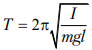 T = 2π√(I/mgl)